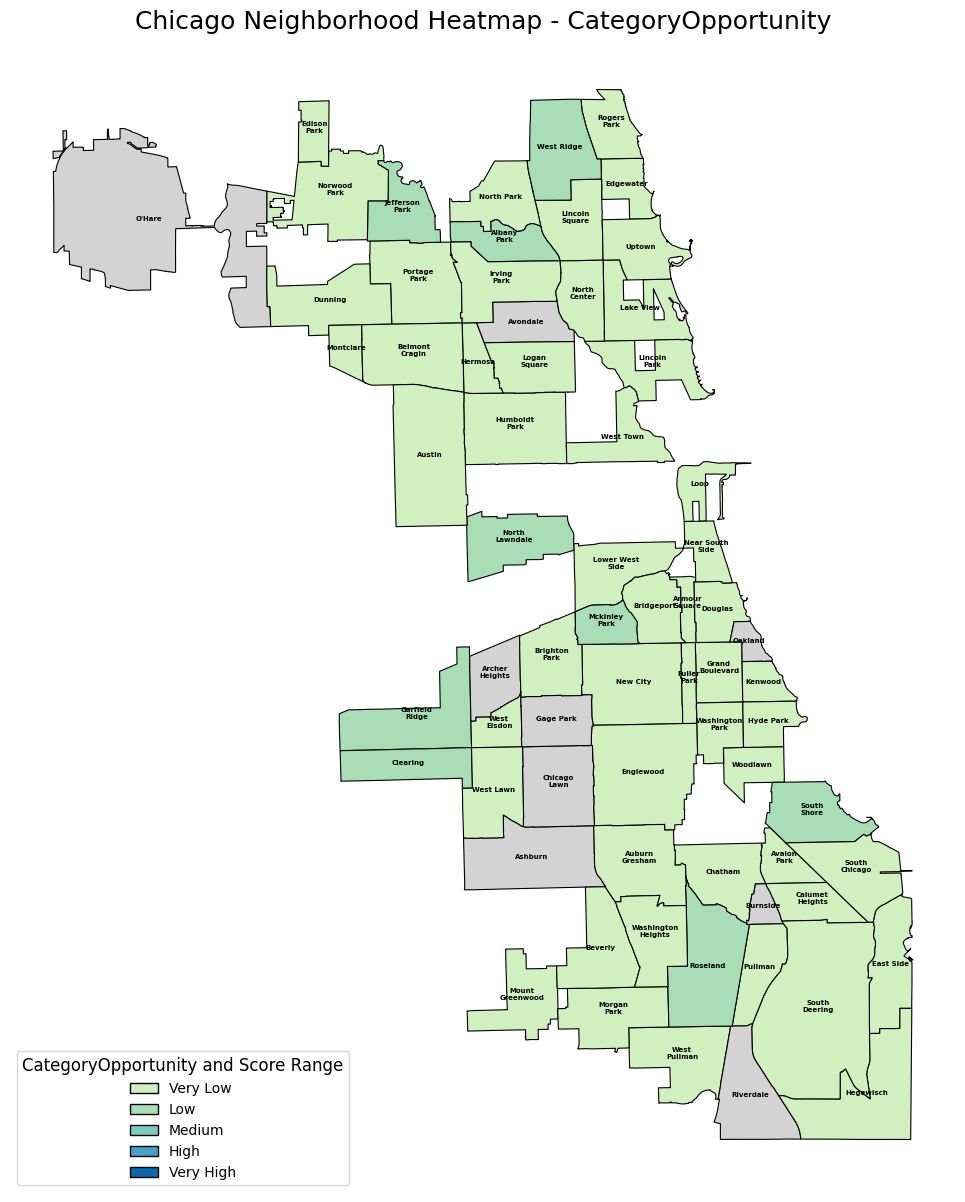 Chicago Neighborhood Heatmap - CategoryOpportunity
Rogers
Park
Edison
Park
West Ridge
Edgewater
Norwood
Park
North Park
Jefferson
Park
O'Hare
Lincoln
Square
Albany
Park
Uptown
Portage
Park
Irving
Park
North
Center
Dunning
Lake View
Avondale
Montclare
Belmont
Cragin
Hermosa
Logan
Square
Lincoln
Park
Humboldt
Park
West Town
Austin
Loop
North
Lawndale
Near South
Side
Lower West
Side
Bridgeport
Armour
Square
Douglas
Mckinley
Park
Oakland
Brighton
Park
Archer
Heights
New City
Fuller
Park
Grand
Boulevard
Kenwood
Garfield
Ridge
West
Elsdon
Gage Park
Washington
Park
Hyde Park
Clearing
Englewood
Woodlawn
West Lawn
Chicago
Lawn
South
Shore
Ashburn
Auburn
Gresham
Chatham
Avalon
Park
South
Chicago
Burnside
Calumet
Heights
Washington
Heights
Beverly
Roseland
Pullman
East Side
Mount
Greenwood
Morgan
Park
South
Deering
West
Pullman
Riverdale
Hegewisch
CategoryOpportunity and Score Range
Very Low
Low
Medium
High
Very High